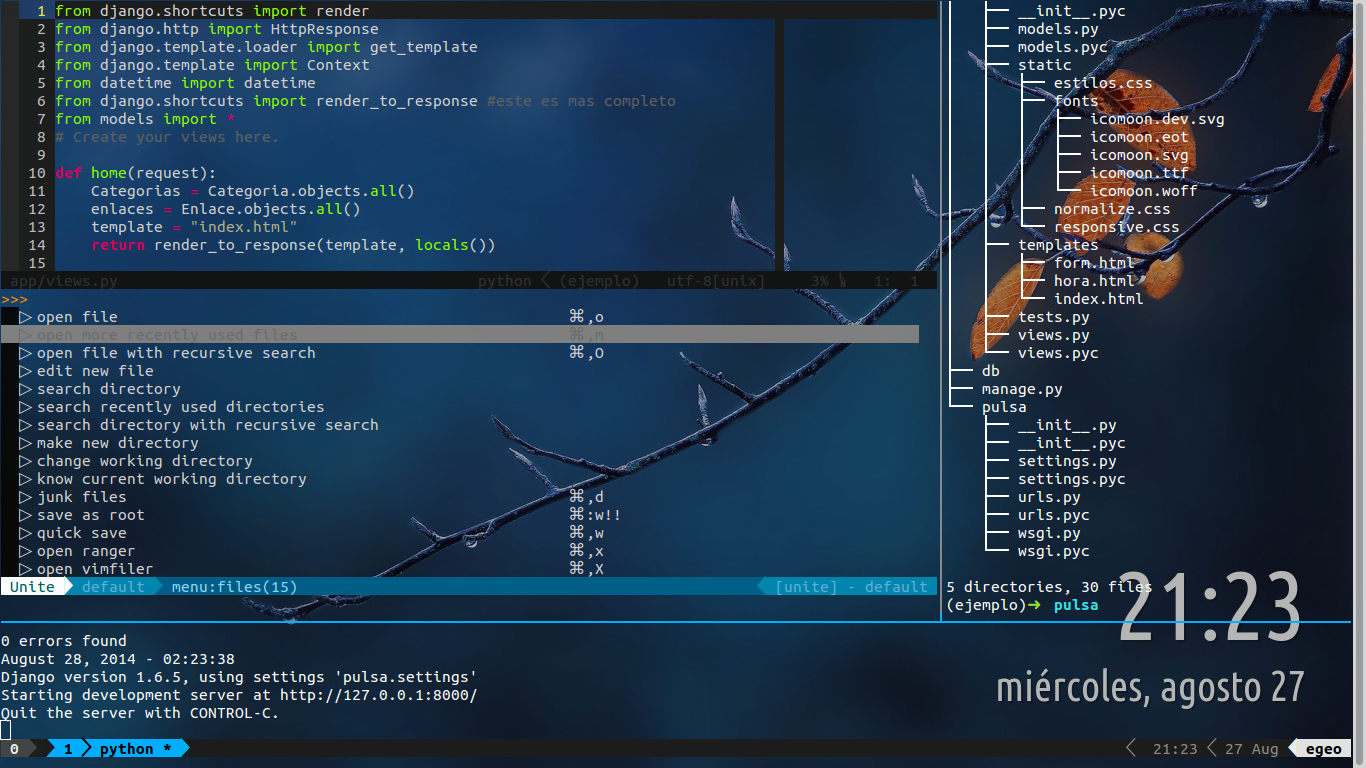 1 from django.shortcuts import render
2 from django.http import HttpResponse
3 from django.template.loader import get_template
4 from django.template import Context
5 from datetime import datetime
6 from django.shortcuts import render_to_response #este es mas completo
7 from models import *
8 # Create your views here.
9
10 def home(request):
11 Categorias = Categoria.objects.all()
12 enlaces = Enlace.objects.all()
13 template = "index.html"
14 return render_to_response(template, locals())
15
app/views.py python (ejemplo) utf-8[unix] 3% 1: 1
>>>
▷open file ⌘,o
▷open more recently used files ⌘,m
▷open file with recursive search ⌘,O
▷edit new file
▷search directory
▷search recently used directories
▷search directory with recursive search
▷make new directory
▷change working directory
▷know current working directory
▷junk files ⌘,d
▷save as root ⌘:w!!
▷quick save ⌘,w
▷open ranger ⌘,x
▷open vimfiler ⌘,X
Unite default menu:files(15) [unite] - default
__init__.pyc
models.py
models.pyc
static
estilos.css
fonts
icomoon.dev.svg
icomoon.eot
icomoon.svg
icomoon.ttf
icomoon.woff
normalize.css
responsive.css
templates
form.html
hora.html
index.html
tests.py
views.py
views.pyc
db
manage.py
pulsa
__init__.py
__init__.pyc
settings.py
settings.pyc
urls.py
urls.pyc
wsgi.py
wsgi.pyc
5 directories, 30 files
(ejemplo)➜ pulsa
21:23
miércoles, agosto 27
0 errors found
August 28, 2014 - 02:23:38
Django version 1.6.5, using settings 'pulsa.settings'
Starting development server at http://127.0.0.1:8000/
Quit the server with CONTROL-C.
0 1 python * 21:23 27 Aug egeo